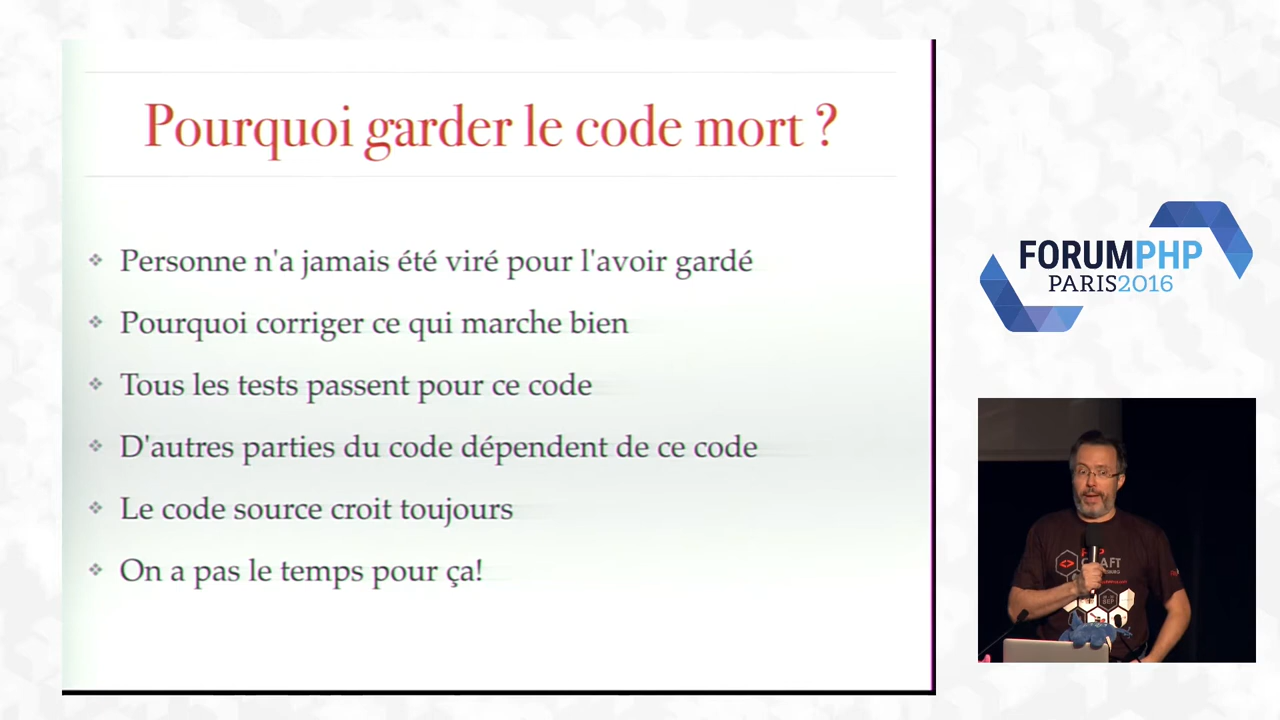 Pourquoi garder le code mort ?
Personne n'a jamais été viré pour l'avoir gardé
Pourquoi corriger ce qui marche bien
Tous les tests passent pour ce code
D'autres parties du code dépendent de ce code
Le code source croit toujours
On a pas le temps pour ça!
FORUMPHP
PARIS2016